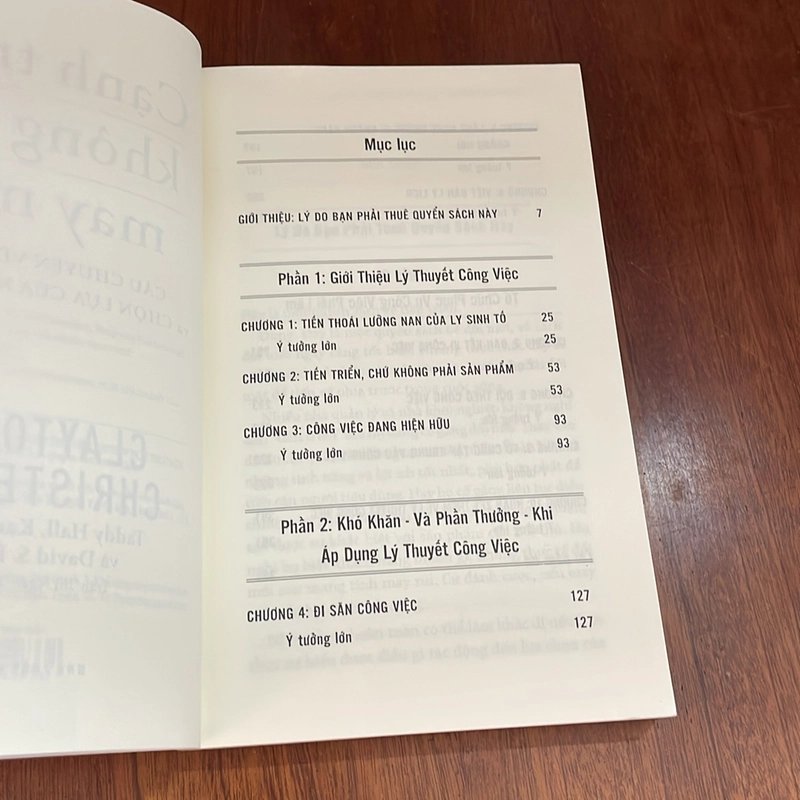 Mục lục
GIỚI THIỆU: LÝ DO BẠN PHẢI THUÊ QUYỂN SÁCH NÀY 7
Phần 1: Giới Thiệu Lý Thuyết Công Việc
CHƯƠNG 1: TIẾN THOÁI LƯỠNG NAN CỦA LY SINH TỐ 25
Ý tưởng lớn 25
CHƯƠNG 2: TIẾN TRIỂN, CHỨ KHÔNG PHẢI SẢN PHẨM 53
Ý tưởng lớn 53
CHƯƠNG 3: CÔNG VIỆC ĐANG HIỆN HỮU 93
Ý tưởng lớn 93
Phần 2: Khó Khăn - Và Phần Thưởng - Khi
Áp Dụng Lý Thuyết Công Việc
CHƯƠNG 4: ĐI SĂN CÔNG VIỆC 127
Ý tưởng lớn 127